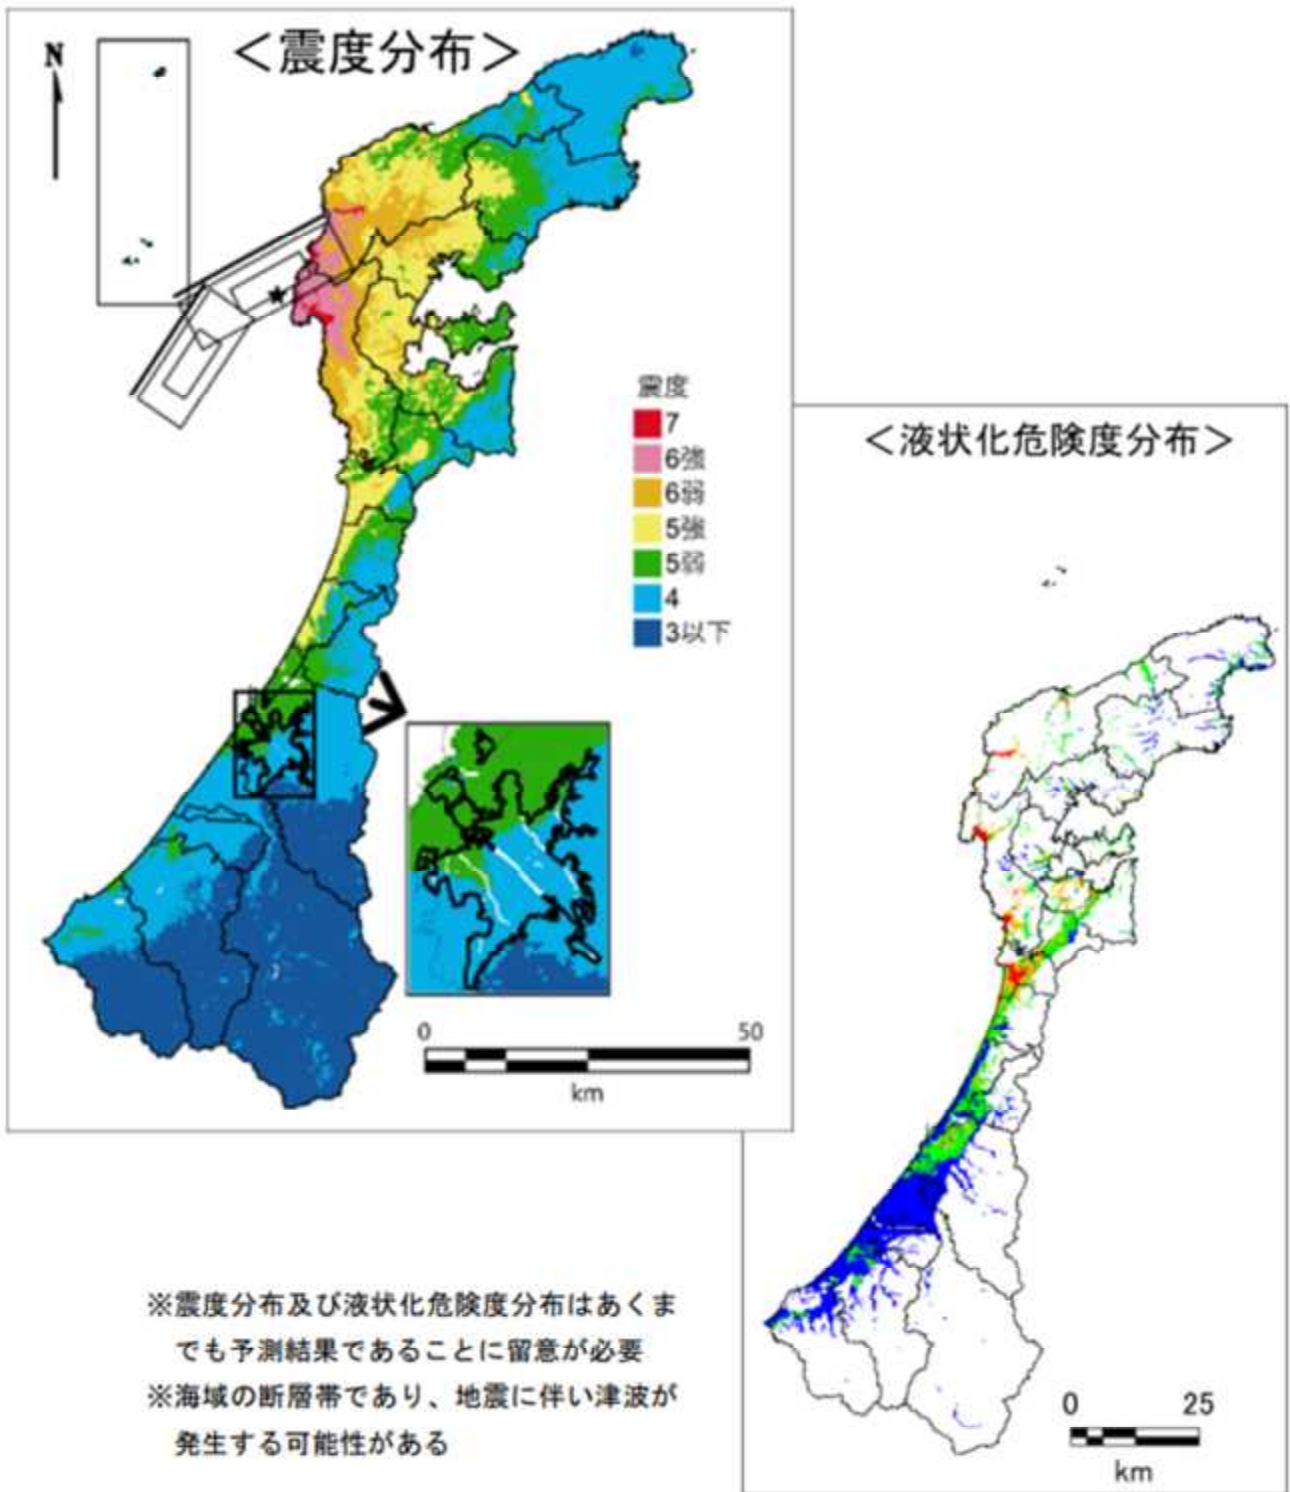 N
＜震度分布＞
震度
7
6強
6弱
5強
5弱
4
3以下
0 50
km
＜液状化危険度分布＞
0 25
km
※震度分布及び液状化危険度分布はあくま
でも予測結果であることに留意が必要
※海域の断層帯であり、地震に伴い津波が
発生する可能性がある